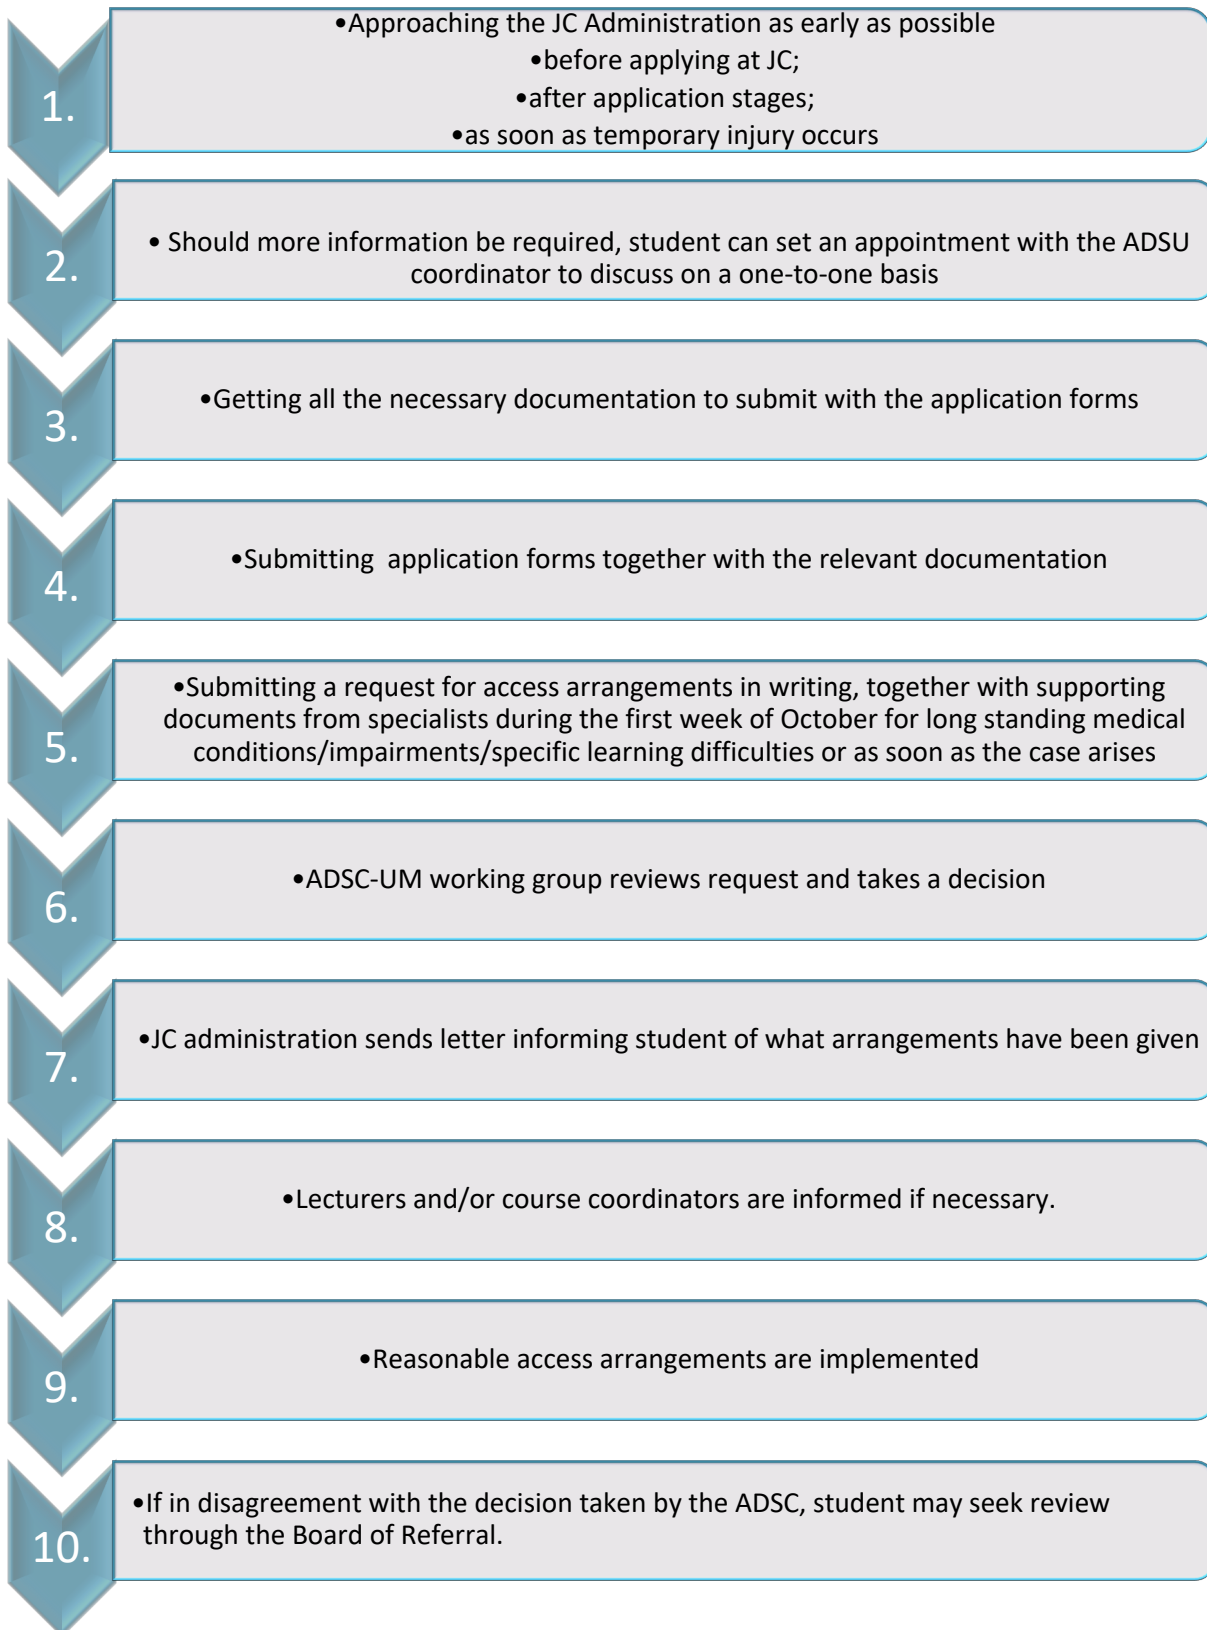 1.
•Approaching the JC Administration as early as possible
•before applying at JC;
•after application stages;
•as soon as temporary injury occurs
2.
• Should more information be required, student can set an appointment with the ADSU
coordinator to discuss on a one-to-one basis
3.
•Getting all the necessary documentation to submit with the application forms
4.
•Submitting  application forms together with the relevant documentation
5.
•Submitting a request for access arrangements in writing, together with supporting
documents from specialists during the first week of October for long standing medical
conditions/impairments/specific learning difficulties or as soon as the case arises
6.
•ADSC-UM working group reviews request and takes a decision
7.
•JC administration sends letter informing student of what arrangements have been given
8.
•Lecturers and/or course coordinators are informed if necessary.
9.
•Reasonable access arrangements are implemented
10.
•If in disagreement with the decision taken by the ADSC, student may seek review
through the Board of Referral.